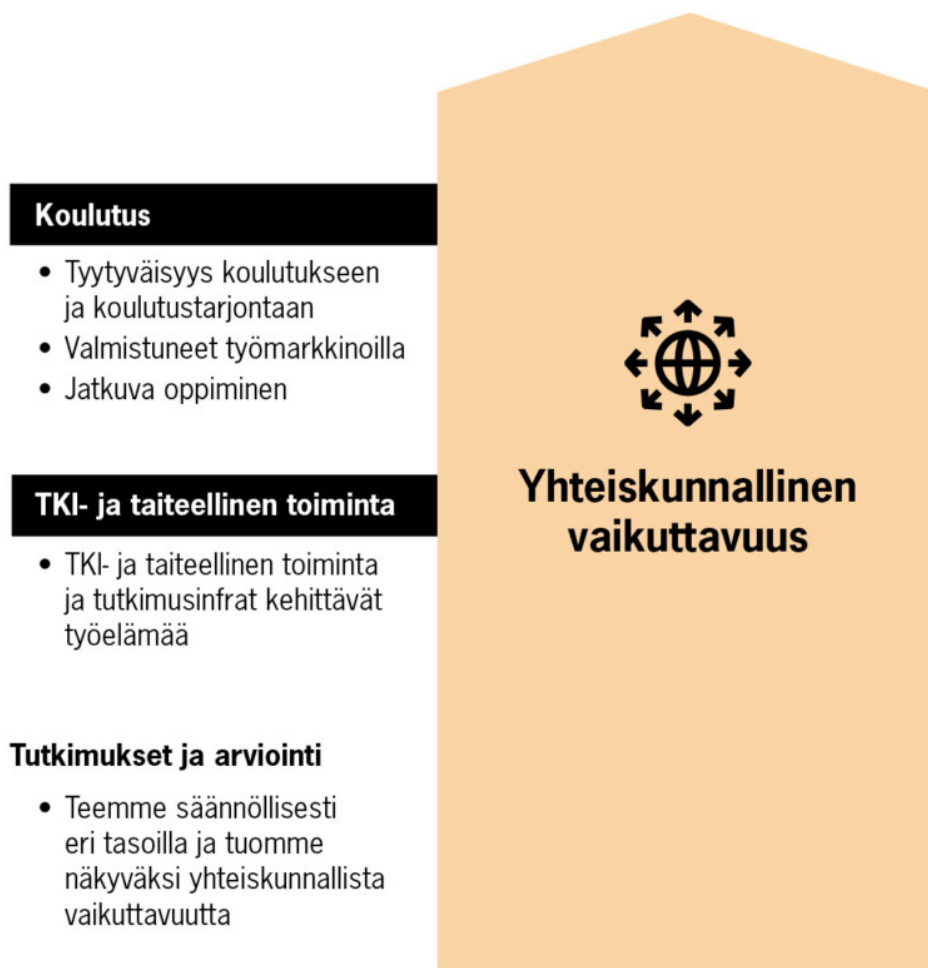 Koulutus
• Tyytyväisyys koulutukseen
ja koulutustarjontaan
• Valmistuneet työmarkkinoilla
• Jatkuva oppiminen
TKI- ja taiteellinen toiminta
• TKI- ja taiteellinen toiminta
ja tutkimusinfrat kehittävät
työelämää
Tutkimukset ja arviointi
• Teemme säännöllisesti
eri tasoilla ja tuomme
näkyväksi yhteiskunnallista
vaikuttavuutta
Yhteiskunnallinen
vaikuttavuus